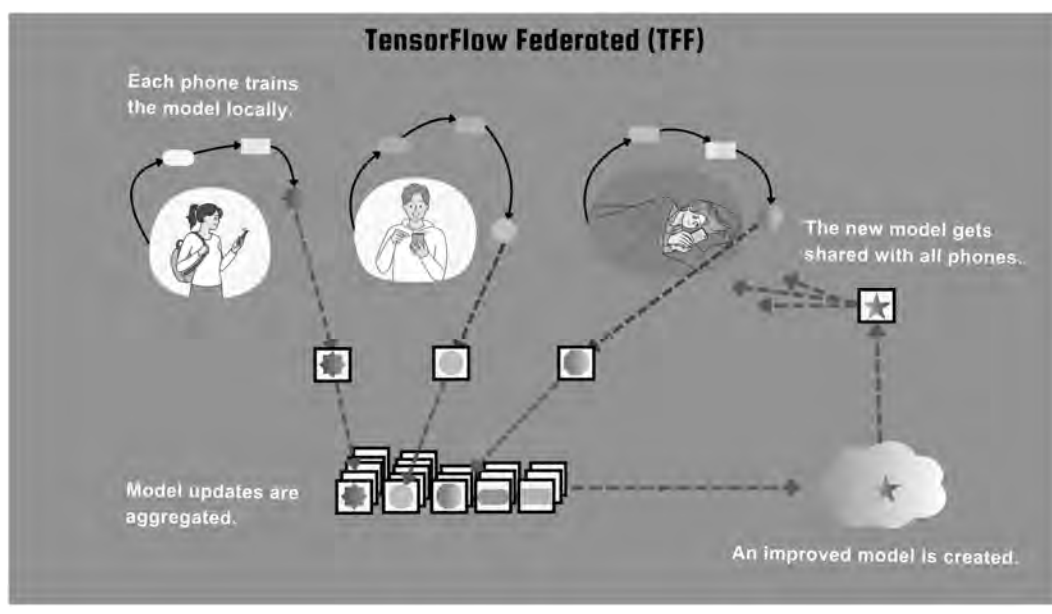 TensorFlow Federated (TFF)
Each phone trains
the model locally.
The new model gets
shared with all phones.
Model updates are
aggregated.
An improved model is created.